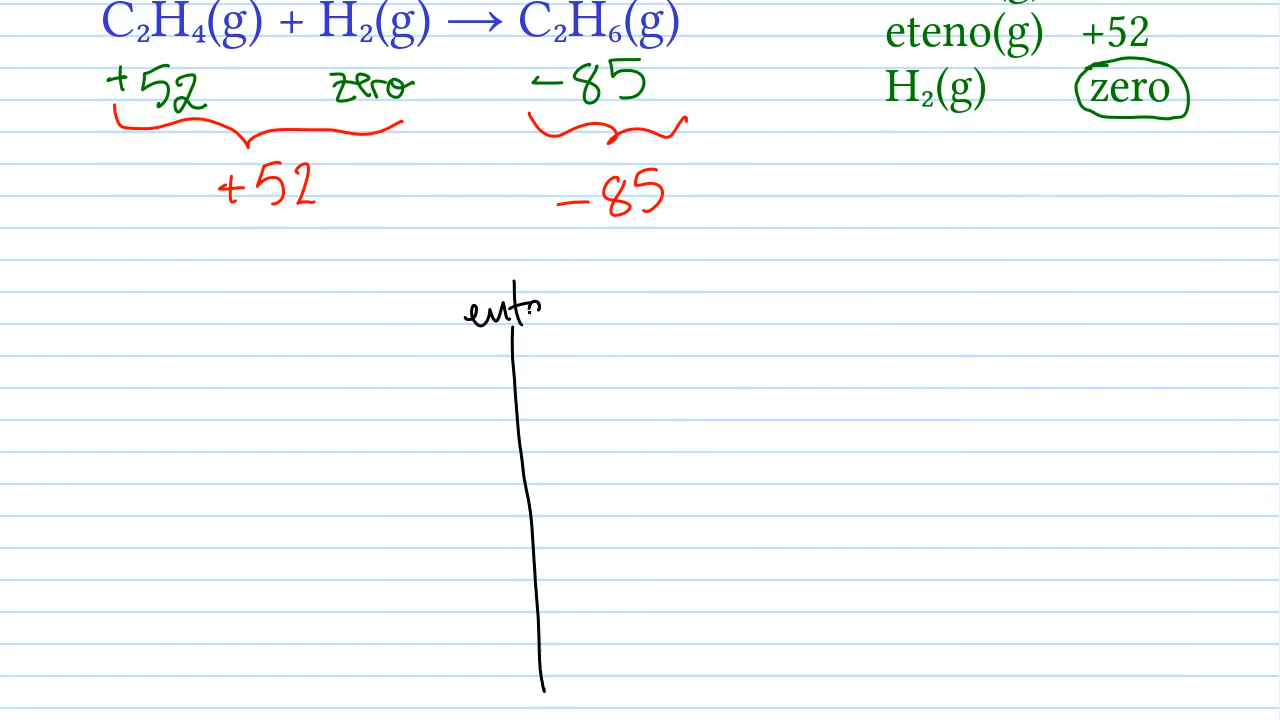 C₂H₄(g) + H₂(g) ⟶ C₂H₆(g)
+52 zero −85
+52 −85
eteno(g) +52
H₂(g) zero